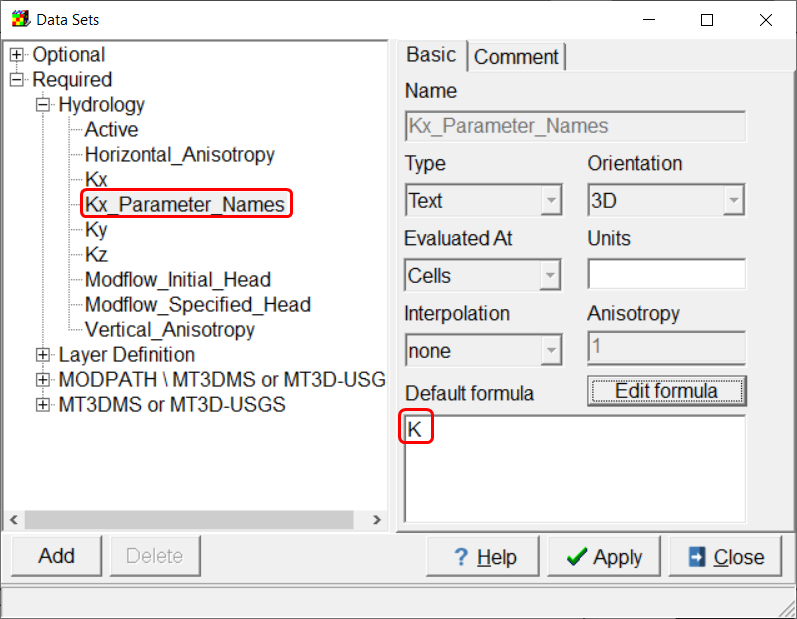 Data Sets
Optional
Required
Hydrology
Active
Horizontal_Anisotropy
Kx
Kx_Parameter_Names
Ky
Kz
Modflow_Initial_Head
Modflow_Specified_Head
Vertical_Anisotropy
Layer Definition
MODPATH \ MT3DMS or MT3D-USG
MT3DMS or MT3D-USGS
Add
Delete
Basic
Comment
Name
Kx_Parameter_Names
Type
Orientation
Text
3D
Evaluated At
Units
Cells
Interpolation
Anisotropy
none
1
Default formula
Edit formula
K
? Help
Apply
Close